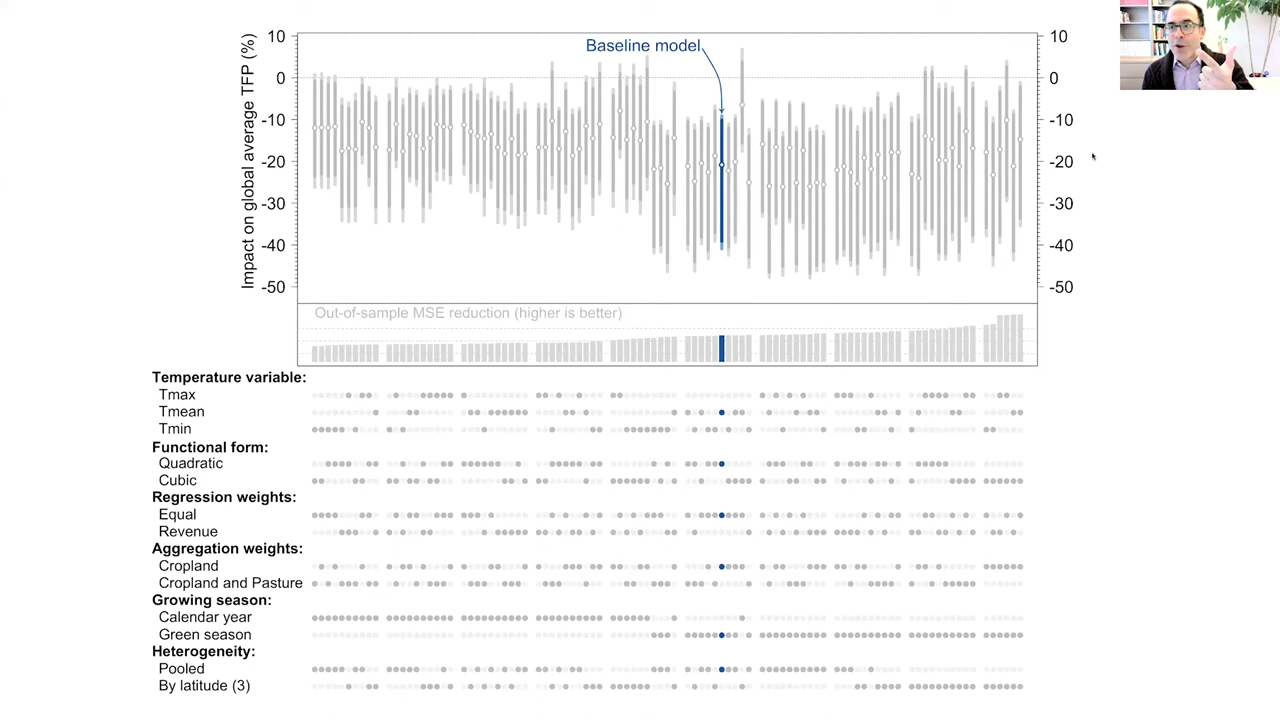 Impact on global average TFP (%)
10
0
-10
-20
-30
-40
-50
Baseline model
10
0
-10
-20
-30
-40
-50
Out-of-sample MSE reduction (higher is better)
Temperature variable:
Tmax
Tmean
Tmin
Functional form:
Quadratic
Cubic
Regression weights:
Equal
Revenue
Aggregation weights:
Cropland
Cropland and Pasture
Growing season:
Calendar year
Green season
Heterogeneity:
Pooled
By latitude (3)